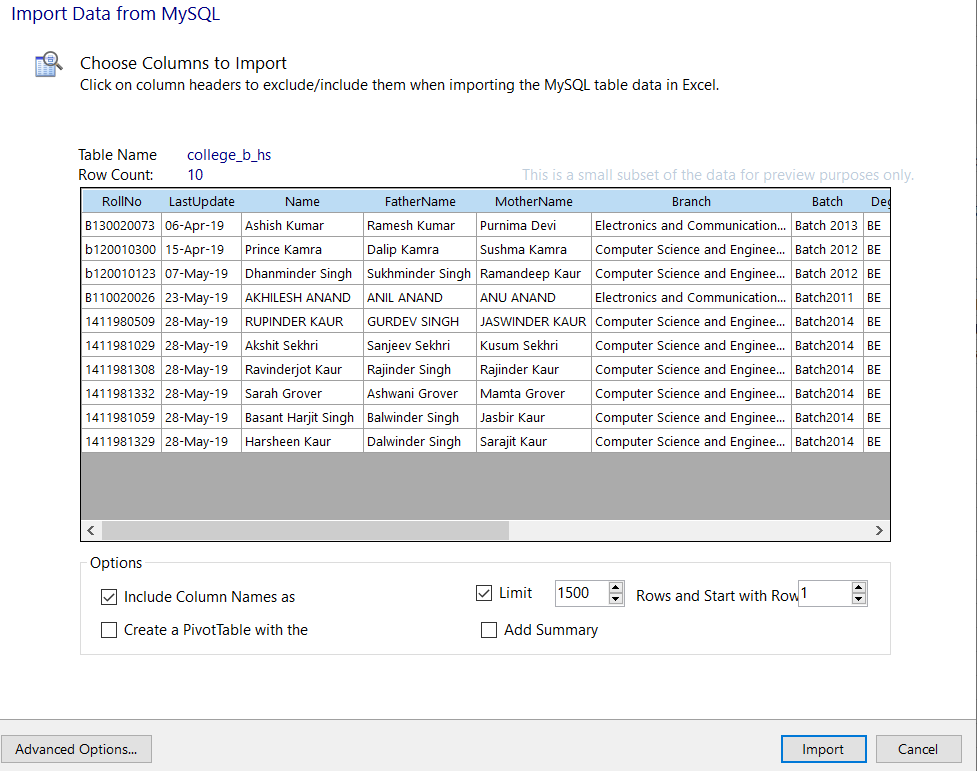 Import Data from MySQL
Choose Columns to Import
Click on column headers to exclude/include them when importing the MySQL table data in Excel.
Table Name college_b_hs
Row Count: 10 This is a small subset of the data for preview purposes only.
RollNo LastUpdate Name FatherName MotherName Branch Batch Deg
B130020073 06-Apr-19 Ashish Kumar Ramesh Kumar Purnima Devi Electronics and Communication... Batch 2013 BE
b120010300 15-Apr-19 Prince Kamra Dalip Kamra Sushma Kamra Computer Science and Enginee... Batch 2012 BE
b120010123 07-May-19 Dhanminder Singh Sukhminder Singh Ramandeep Kaur Computer Science and Enginee... Batch 2012 BE
B110020026 23-May-19 AKHILESH ANAND ANIL ANAND ANU ANAND Electronics and Communication... Batch2011 BE
1411980509 28-May-19 RUPINDER KAUR GURDEV SINGH JASWINDER KAUR Computer Science and Enginee... Batch2014 BE
1411981029 28-May-19 Akshit Sekhri Sanjeev Sekhri Kusum Sekhri Computer Science and Enginee... Batch2014 BE
1411981308 28-May-19 Ravinderjot Kaur Rajinder Singh Rajinder Kaur Computer Science and Enginee... Batch2014 BE
1411981332 28-May-19 Sarah Grover Ashwani Grover Mamta Grover Computer Science and Enginee... Batch2014 BE
1411981059 28-May-19 Basant Harjit Singh Balwinder Singh Jasbir Kaur Computer Science and Enginee... Batch2014 BE
1411981329 28-May-19 Harsheen Kaur Dalwinder Singh Sarajit Kaur Computer Science and Enginee... Batch2014 BE
Options
Include Column Names as Limit 1500 Rows and Start with Row 1
Create a PivotTable with the Add Summary
Advanced Options... Import Cancel